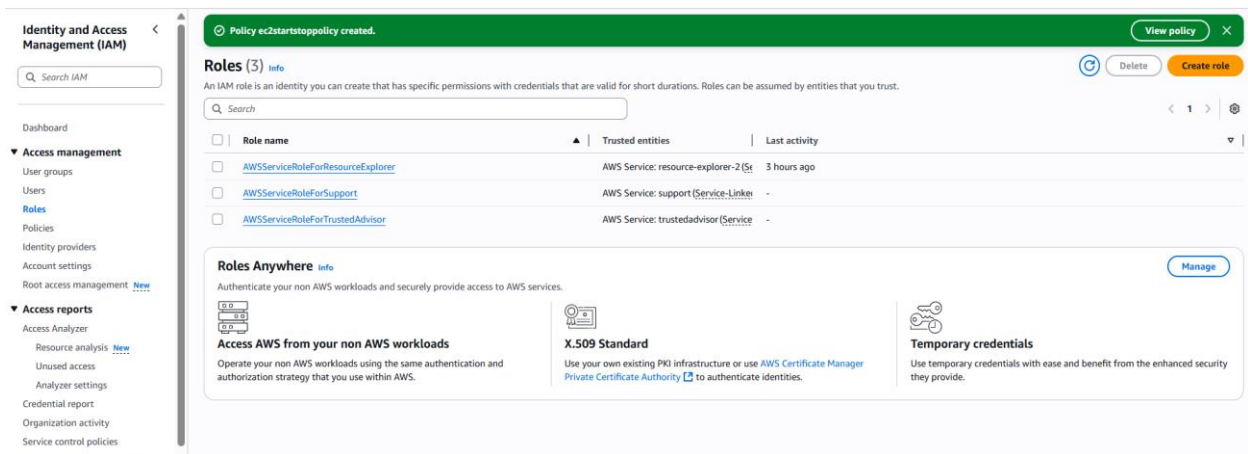 Identity and Access
Management (IAM)
Search IAM
Dashboard
Access management
User groups
Users
Roles
Policies
Identity providers
Account settings
Root access management New
Access reports
Access Analyzer
Resource analysis New
Unused access
Analyzer settings
Credential report
Organization activity
Service control policies
Policy ec2startstoppolicy created.
View policy
Roles (3) Info
Delete
Create role
An IAM role is an identity you can create that has specific permissions with credentials that are valid for short durations. Roles can be assumed by entities that you trust.
Search
1
Role name Trusted entities Last activity
AWSServiceRoleForResourceExplorer AWS Service: resource-explorer-2 (Se 3 hours ago
AWSServiceRoleForSupport AWS Service: support (Service-Linke -
AWSServiceRoleForTrustedAdvisor AWS Service: trustedadvisor (Service -
Roles Anywhere Info
Manage
Authenticate your non AWS workloads and securely provide access to AWS services.
Access AWS from your non AWS workloads
Operate your non AWS workloads using the same authentication and
authorization strategy that you use within AWS.
X.509 Standard
Use your own existing PKI infrastructure or use AWS Certificate Manager
Private Certificate Authority to authenticate identities.
Temporary credentials
Use temporary credentials with ease and benefit from the enhanced security
they provide.